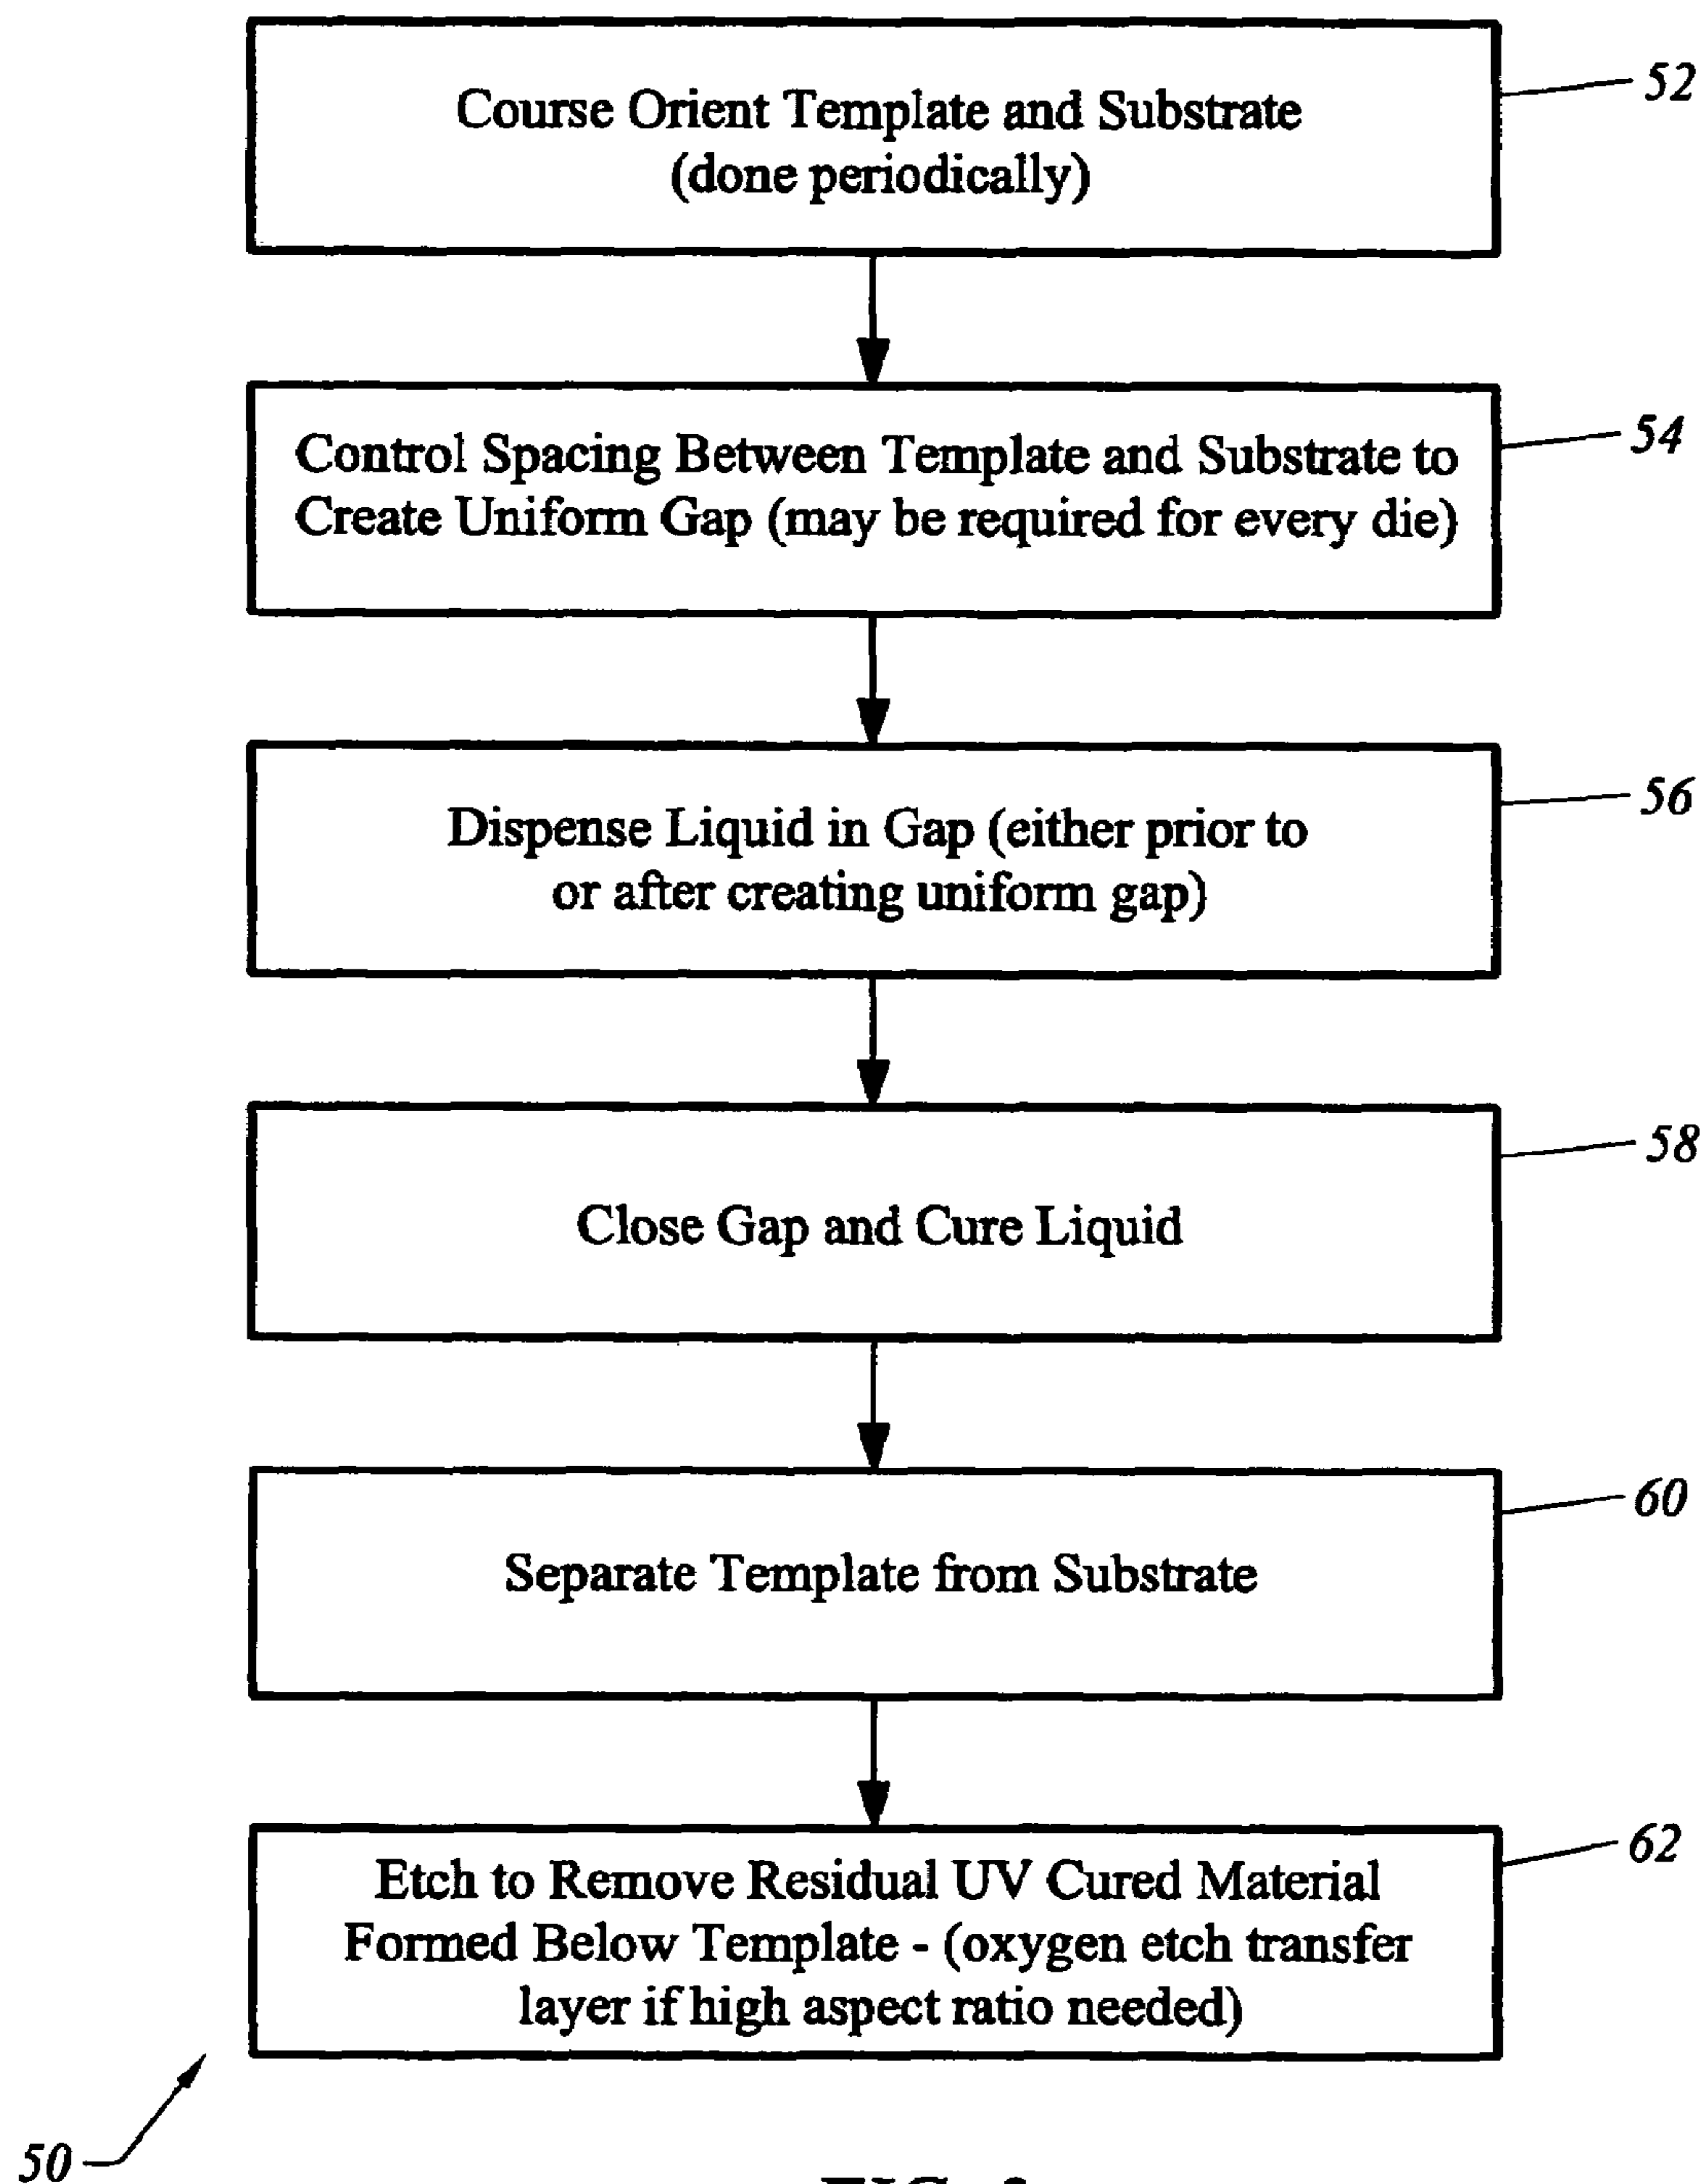 Course Orient Template and Substrate
(done periodically)
52
Control Spacing Between Template and Substrate to
Create Uniform Gap (may be required for every die)
54
Dispense Liquid in Gap (either prior to
or after creating uniform gap)
56
Close Gap and Cure Liquid
58
Separate Template from Substrate
60
Etch to Remove Residual UV Cured Material
Formed Below Template - (oxygen etch transfer
layer if high aspect ratio needed)
62
50